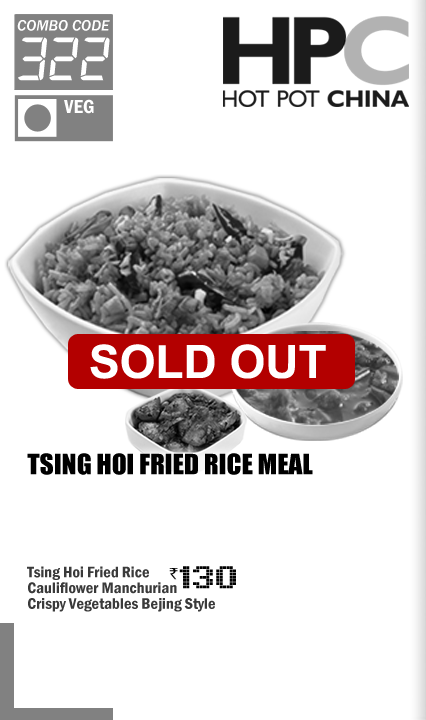 COMBO CODE
322
VEG
HPC
HOT POT CHINA
SOLD OUT
TSING HOI FRIED RICE MEAL
Tsing Hoi Fried Rice
Cauliflower Manchurian
Crispy Vegetables Bejing Style
₹130